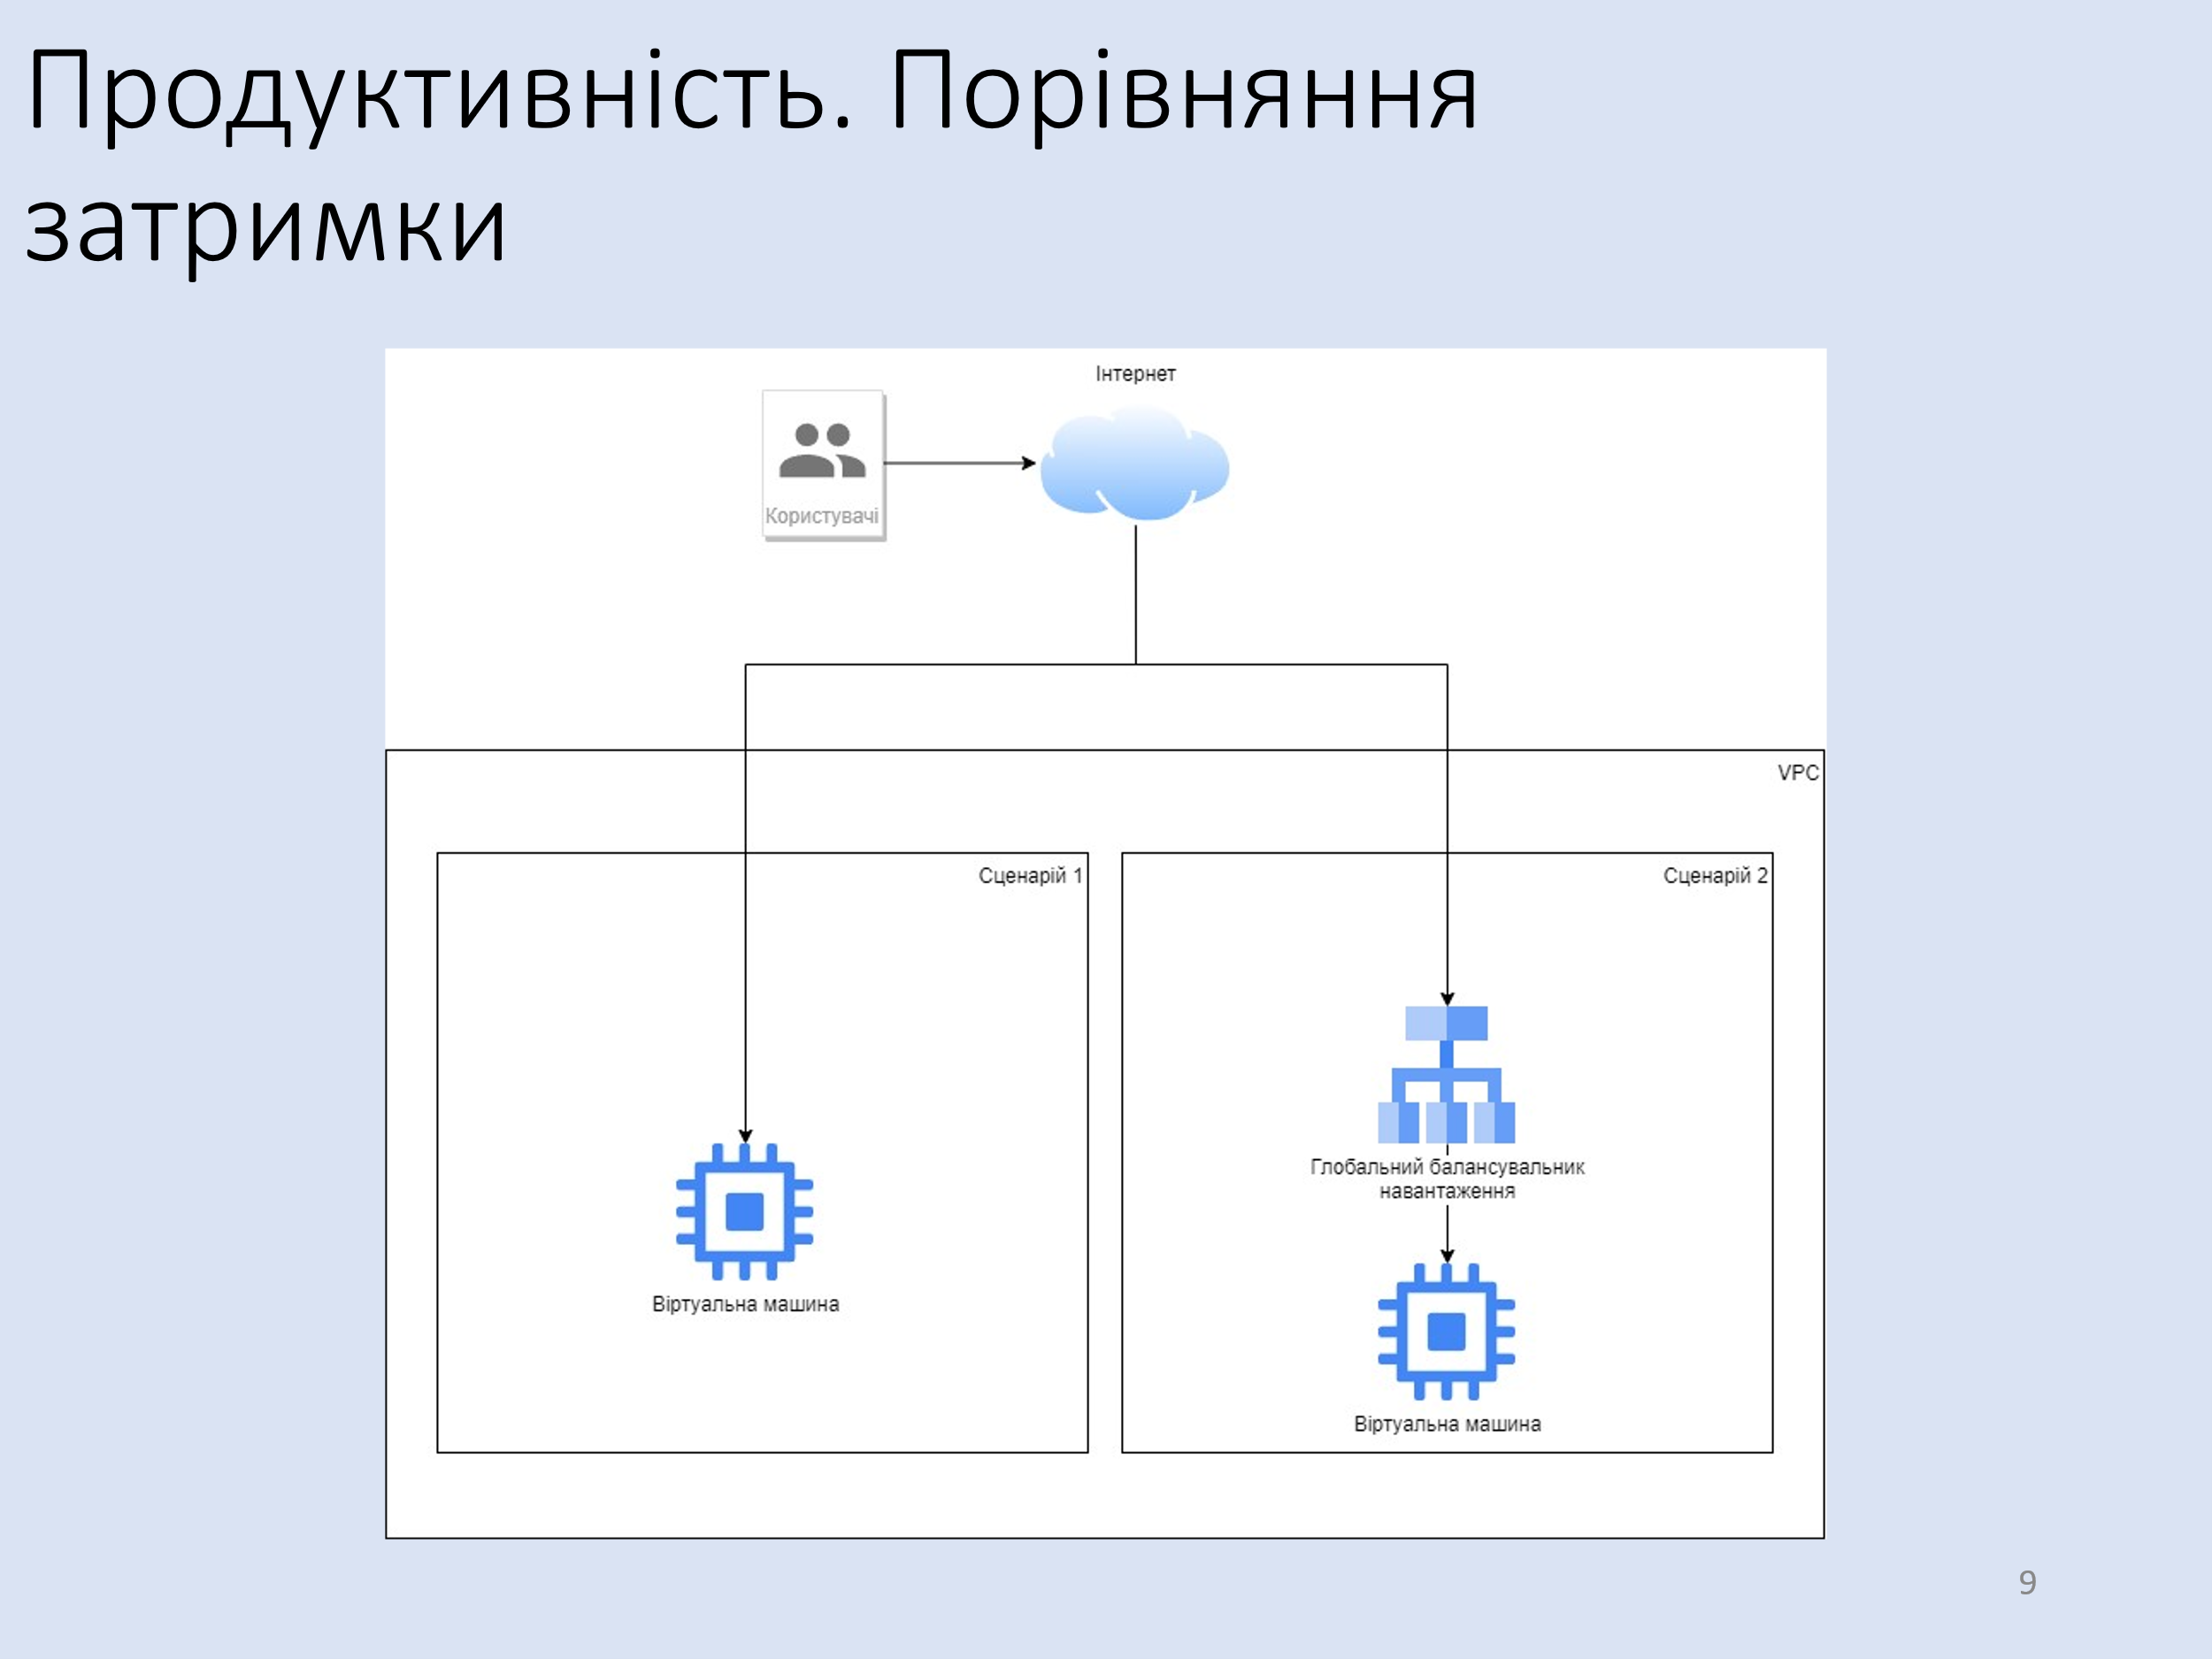 Продуктивність. Порівняння
затримки
Інтернет
Користувачі
VPC
Сценарій 1
Сценарій 2
Глобальний балансувальник
навантаження
Віртуальна машина
Віртуальна машина
9